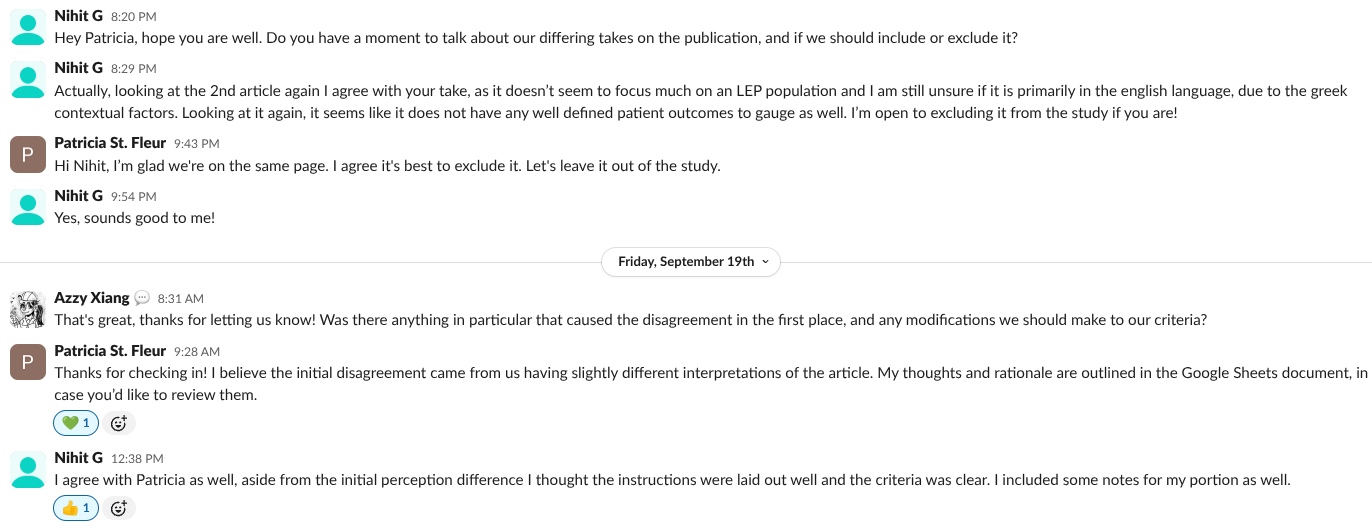 Nihit G 8:20 PM
Hey Patricia, hope you are well. Do you have a moment to talk about our differing takes on the publication, and if we should include or exclude it?
Nihit G 8:29 PM
Actually, looking at the 2nd article again I agree with your take, as it doesn’t seem to focus much on an LEP population and I am still unsure if it is primarily in the english language, due to the greek
contextual factors. Looking at it again, it seems like it does not have any well defined patient outcomes to gauge as well. I’m open to excluding it from the study if you are!
P
Patricia St. Fleur 9:43 PM
Hi Nihit, I’m glad we're on the same page. I agree it's best to exclude it. Let's leave it out of the study.
Nihit G 9:54 PM
Yes, sounds good to me!
Friday, September 19th
Azzy Xiang 8:31 AM
That's great, thanks for letting us know! Was there anything in particular that caused the disagreement in the first place, and any modifications we should make to our criteria?
P
Patricia St. Fleur 9:28 AM
Thanks for checking in! I believe the initial disagreement came from us having slightly different interpretations of the article. My thoughts and rationale are outlined in the Google Sheets document, in
case you’d like to review them.
💚 1
Nihit G 12:38 PM
I agree with Patricia as well, aside from the initial perception difference I thought the instructions were laid out well and the criteria was clear. I included some notes for my portion as well.
👍 1